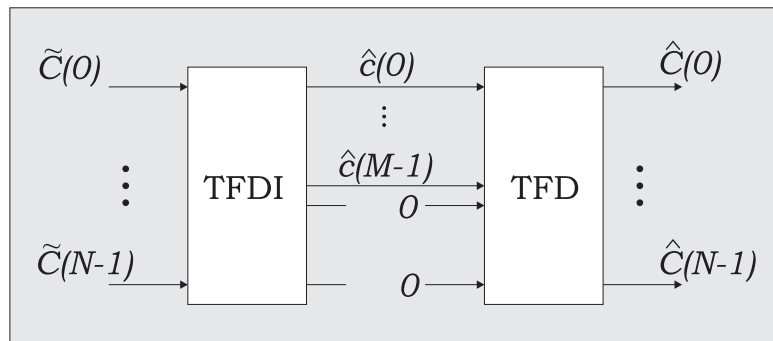 C̃(0)
ĉ(0)
Ĉ(0)
⋮
ĉ(M-1)
TFDI
TFD
0
C̃(N-1)
0
Ĉ(N-1)